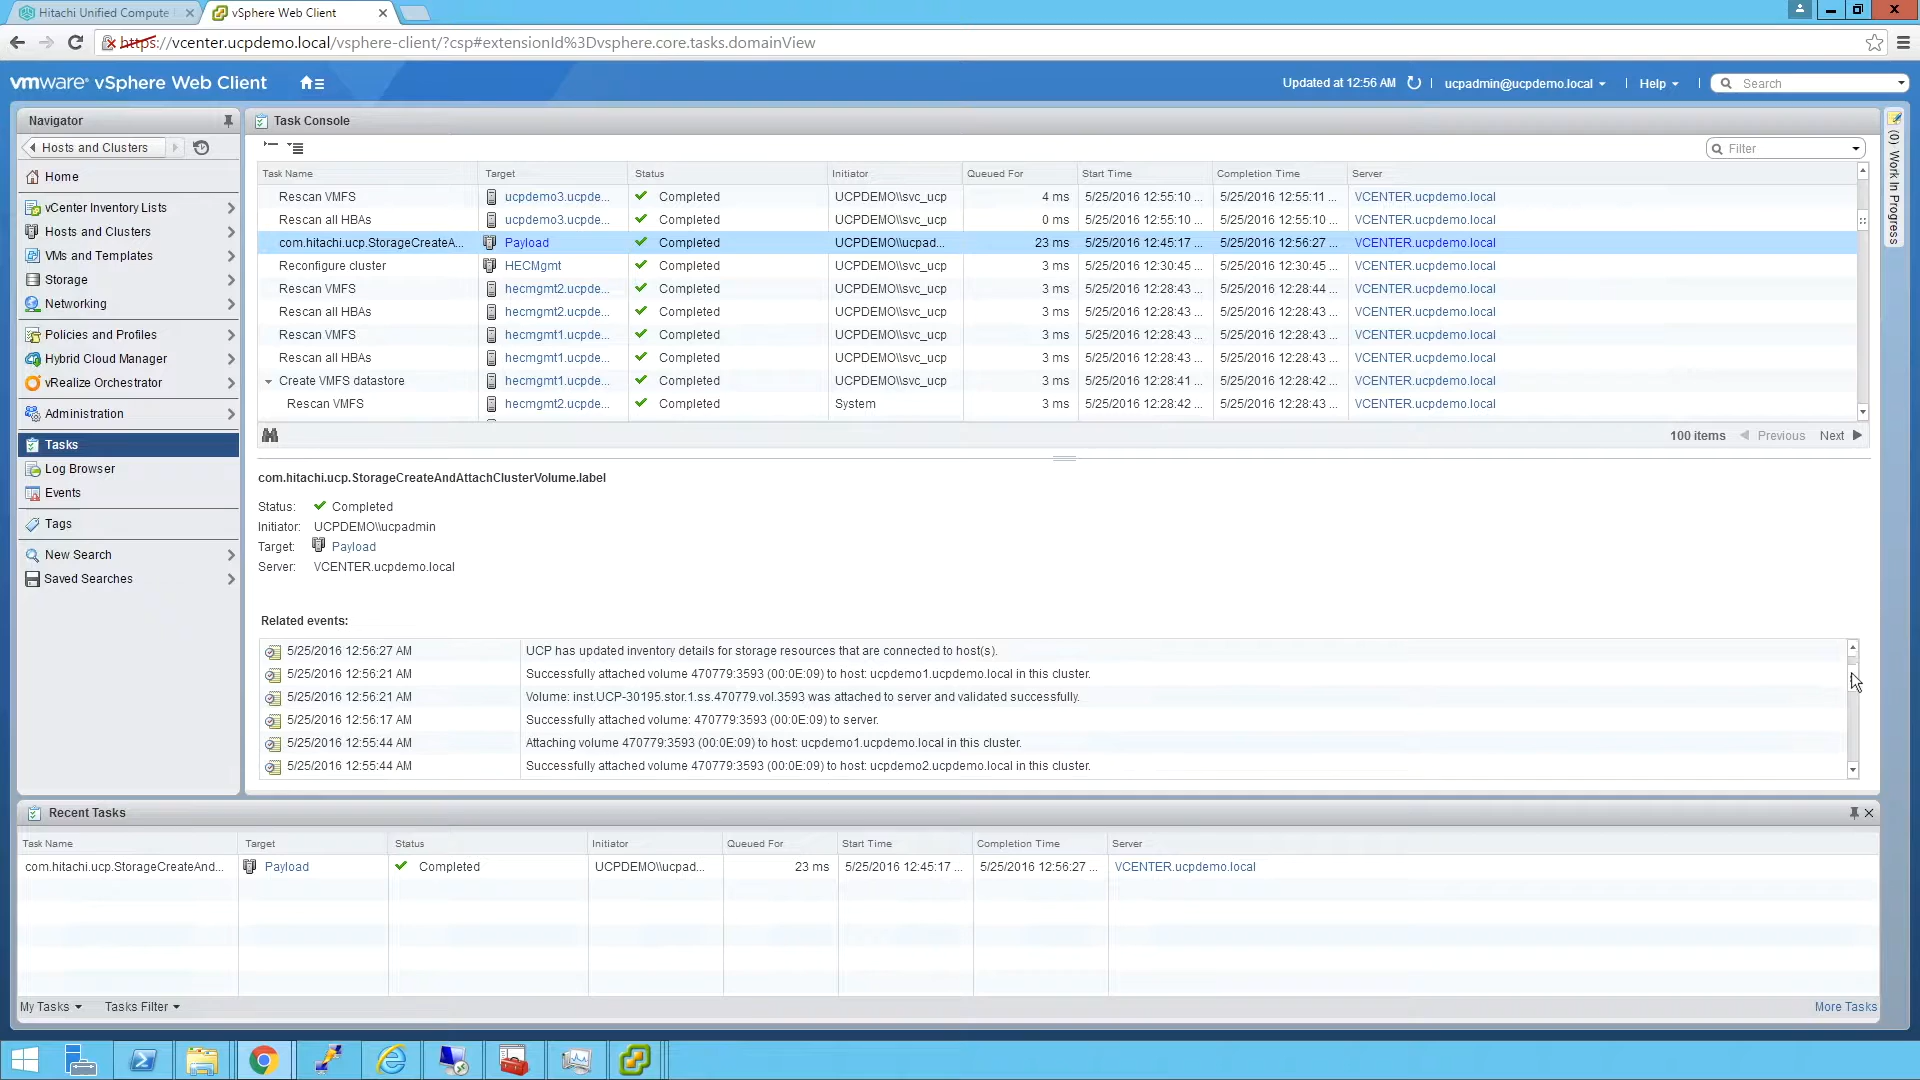 Hitachi Unified Compute
vSphere Web Client
https://vcenter.ucpdemo.local/vsphere-client/?csp#extensionId%3Dvsphere.core.tasks.domainView
vmware® vSphere Web Client
Updated at 12:56 AM
ucpadmin@ucpdemo.local
Help
Search
Navigator
Hosts and Clusters
Home
vCenter Inventory Lists
Hosts and Clusters
VMs and Templates
Storage
Networking
Policies and Profiles
Hybrid Cloud Manager
vRealize Orchestrator
Administration
Tasks
Log Browser
Events
Tags
New Search
Saved Searches
Task Console
Filter
Task Name Target Status Initiator Queued For Start Time Completion Time Server
Rescan VMFS ucpdemo3.ucpde... Completed UCPDEMO\\svc_ucp 4 ms 5/25/2016 12:55:10 ... 5/25/2016 12:55:11 ... VCENTER.ucpdemo.local
Rescan all HBAs ucpdemo3.ucpde... Completed UCPDEMO\\svc_ucp 0 ms 5/25/2016 12:55:10 ... 5/25/2016 12:55:10 ... VCENTER.ucpdemo.local
com.hitachi.ucp.StorageCreateA... Payload Completed UCPDEMO\\ucpad... 23 ms 5/25/2016 12:45:17 ... 5/25/2016 12:56:27 ... VCENTER.ucpdemo.local
Reconfigure cluster HECMgmt Completed UCPDEMO\\svc_ucp 3 ms 5/25/2016 12:30:45 ... 5/25/2016 12:30:45 ... VCENTER.ucpdemo.local
Rescan VMFS hecmgmt2.ucpde... Completed UCPDEMO\\svc_ucp 3 ms 5/25/2016 12:28:43 ... 5/25/2016 12:28:44 ... VCENTER.ucpdemo.local
Rescan all HBAs hecmgmt2.ucpde... Completed UCPDEMO\\svc_ucp 3 ms 5/25/2016 12:28:43 ... 5/25/2016 12:28:43 ... VCENTER.ucpdemo.local
Rescan VMFS hecmgmt1.ucpde... Completed UCPDEMO\\svc_ucp 3 ms 5/25/2016 12:28:43 ... 5/25/2016 12:28:43 ... VCENTER.ucpdemo.local
Rescan all HBAs hecmgmt1.ucpde... Completed UCPDEMO\\svc_ucp 3 ms 5/25/2016 12:28:43 ... 5/25/2016 12:28:43 ... VCENTER.ucpdemo.local
Create VMFS datastore hecmgmt1.ucpde... Completed UCPDEMO\\svc_ucp 3 ms 5/25/2016 12:28:41 ... 5/25/2016 12:28:42 ... VCENTER.ucpdemo.local
Rescan VMFS hecmgmt2.ucpde... Completed System 3 ms 5/25/2016 12:28:42 ... 5/25/2016 12:28:43 ... VCENTER.ucpdemo.local
100 items Previous Next
com.hitachi.ucp.StorageCreateAndAttachClusterVolume.label
Status: Completed
Initiator: UCPDEMO\\ucpadmin
Target: Payload
Server: VCENTER.ucpdemo.local
Related events:
5/25/2016 12:56:27 AM UCP has updated inventory details for storage resources that are connected to host(s).
5/25/2016 12:56:21 AM Successfully attached volume 470779:3593 (00:0E:09) to host: ucpdemo1.ucpdemo.local in this cluster.
5/25/2016 12:56:21 AM Volume: inst.UCP-30195.stor.1.ss.470779.vol.3593 was attached to server and validated successfully.
5/25/2016 12:56:17 AM Successfully attached volume: 470779:3593 (00:0E:09) to server.
5/25/2016 12:55:44 AM Attaching volume 470779:3593 (00:0E:09) to host: ucpdemo1.ucpdemo.local in this cluster.
5/25/2016 12:55:44 AM Successfully attached volume 470779:3593 (00:0E:09) to host: ucpdemo2.ucpdemo.local in this cluster.
(0) Work In Progress
Recent Tasks
Task Name Target Status Initiator Queued For Start Time Completion Time Server
com.hitachi.ucp.StorageCreateAnd... Payload Completed UCPDEMO\\ucpad... 23 ms 5/25/2016 12:45:17 ... 5/25/2016 12:56:27 ... VCENTER.ucpdemo.local
My Tasks Tasks Filter More Tasks